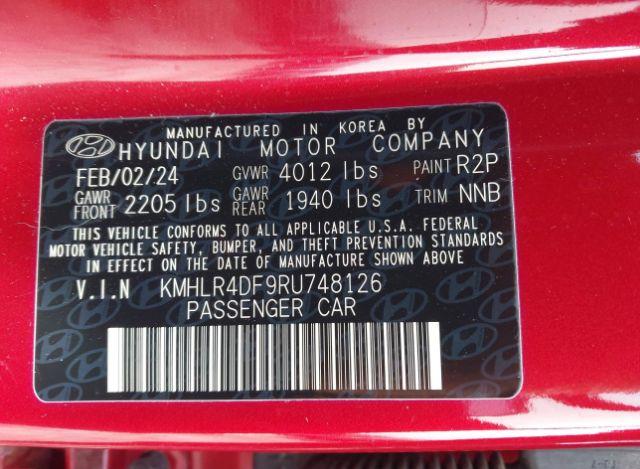 MANUFACTURED IN KOREA BY
HYUNDAI MOTOR COMPANY
FEB/02/24 GVWR 4012 lbs PAINT R2P
GAWR FRONT 2205 lbs GAWR REAR 1940 lbs TRIM NNB
THIS VEHICLE CONFORMS TO ALL APPLICABLE U.S.A. FEDERAL
MOTOR VEHICLE SAFETY, BUMPER, AND THEFT PREVENTION STANDARDS
IN EFFECT ON THE DATE OF MANUFACTURE SHOWN ABOVE
V.I.N KMHLR4DF9RU748126
PASSENGER CAR